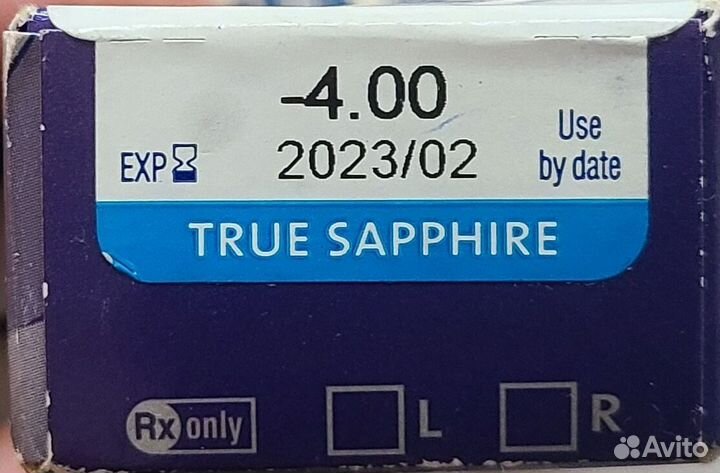 -4.00
EXP 2023/02 Use by date
TRUE SAPPHIRE
Rx only L R
Avito